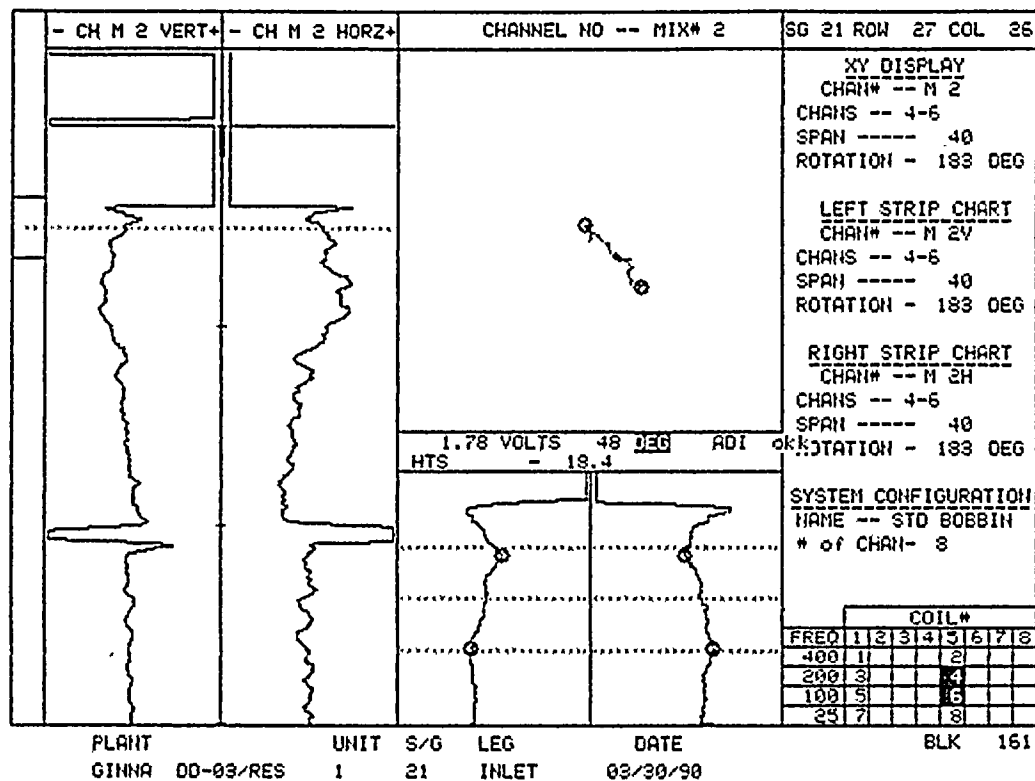 - CH M 2 VERT+
- CH M 2 HORZ+
CHANNEL NO -- MIX# 2
SG 21 ROW 27 COL 26
XY DISPLAY
CHAN# -- M 2
CHANS -- 4-6
SPAN ----- 40
ROTATION - 183 DEG
LEFT STRIP CHART
CHAN# -- M 2V
CHANS -- 4-6
SPAN ----- 40
ROTATION - 183 DEG
RIGHT STRIP CHART
CHAN# -- M 2H
CHANS -- 4-6
SPAN ----- 40
ROTATION - 183 DEG
1.78 VOLTS 48 DEG ADI okk
HTS - 18.4
SYSTEM CONFIGURATION
NAME -- STD BOBBIN
# of CHAN- 8
COIL#
FREQ 1 2 3 4 5 6 7 8
400 1 2
200 3 4
100 5 6
25 7 8
PLANT UNIT S/G LEG DATE BLK 161
GINNA DD-03/RES 1 21 INLET 03/30/90